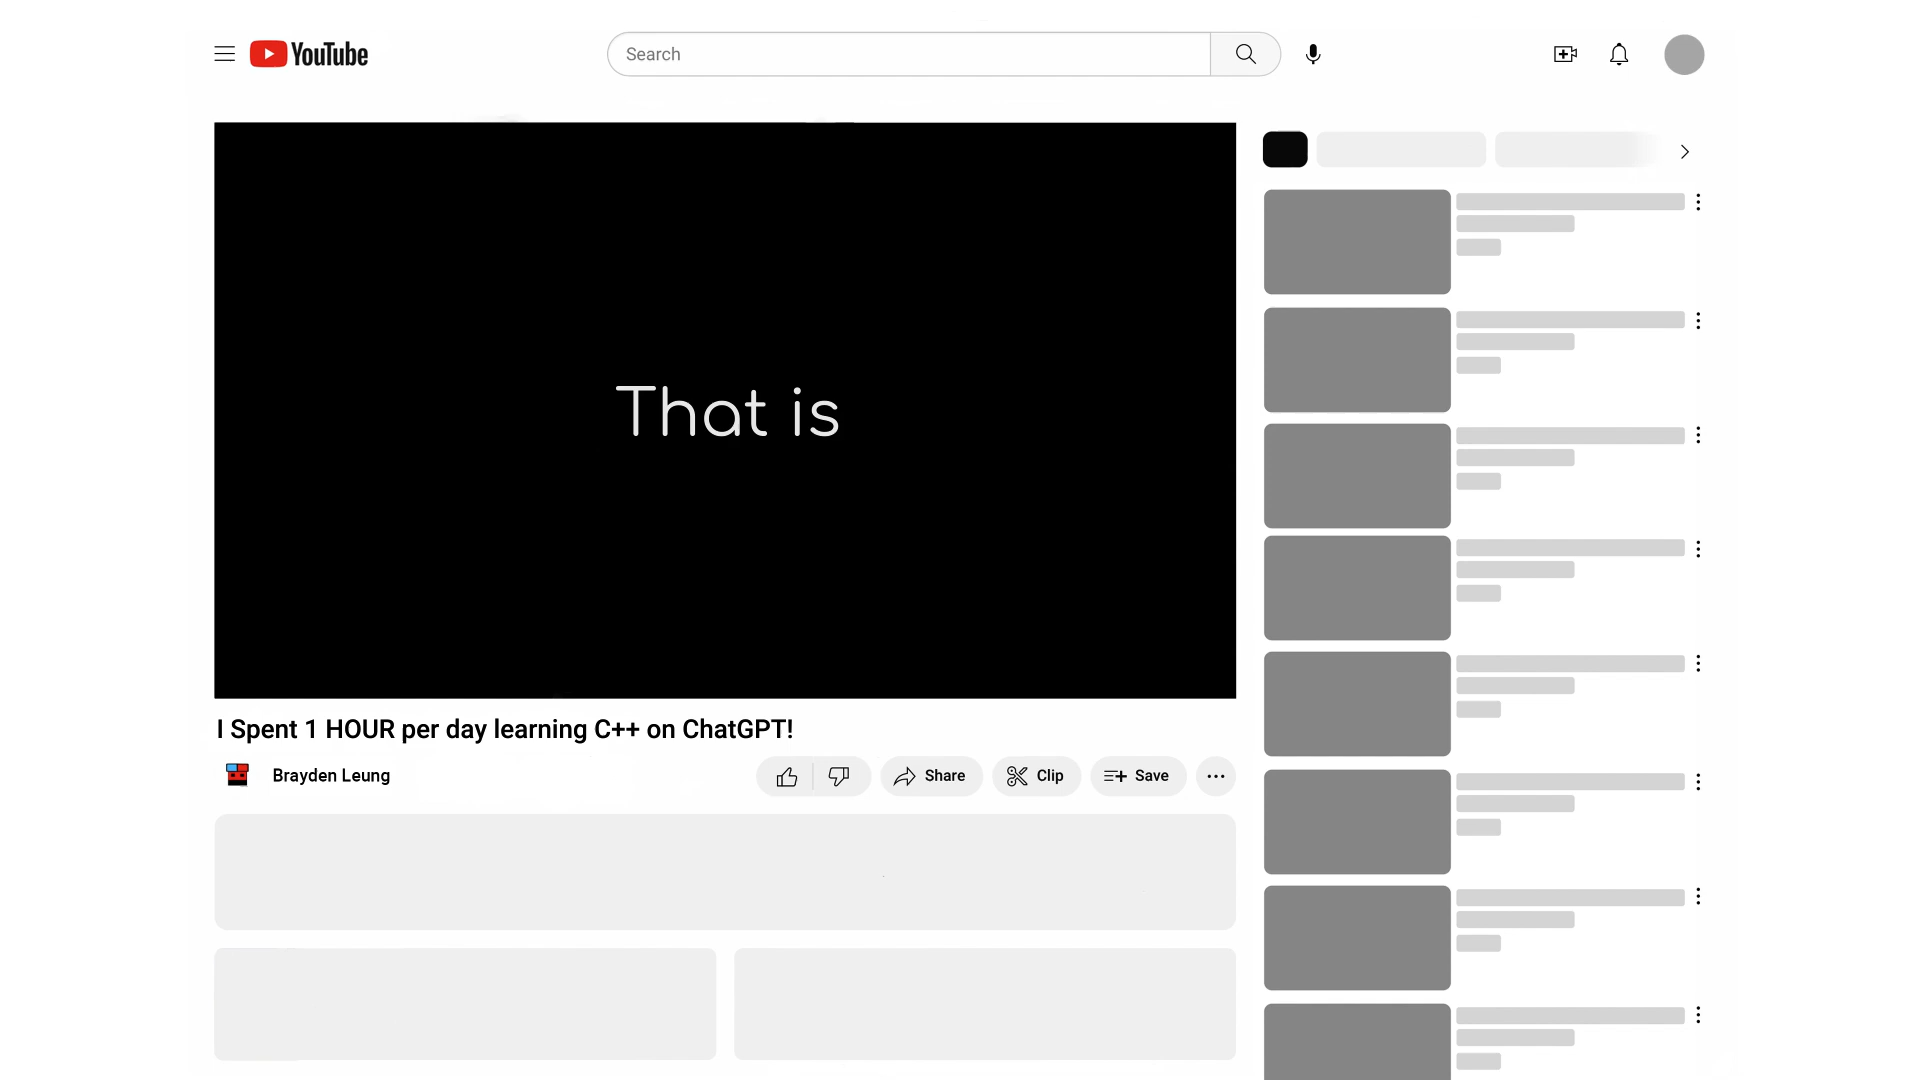 YouTube
Search
That is
I Spent 1 HOUR per day learning C++ on ChatGPT!
Brayden Leung
Share
Clip
Save